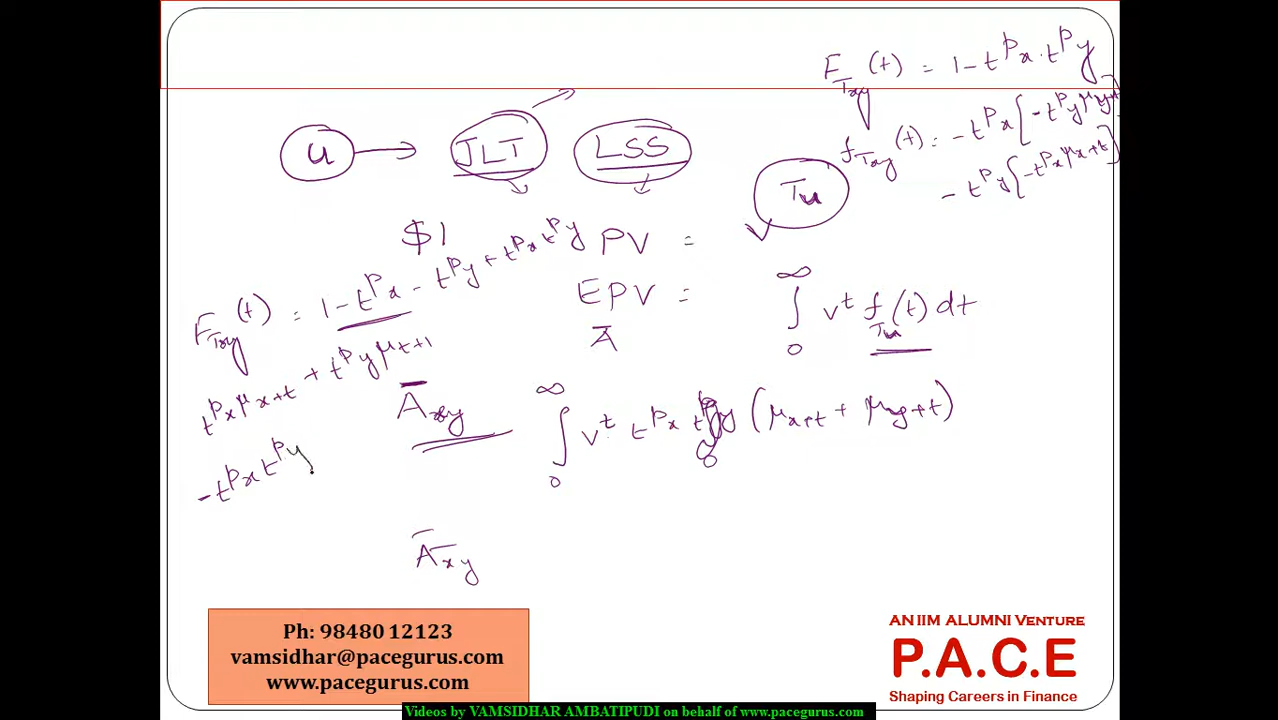 F_Txy (t) = 1 - tPx . tPy
f_Txy (t) = - tPx { - tPy μy+t }
- tPy { - tPx μx+t }
u → JLT LSS
Tu
$1 PV = v
EPV = ∫0^∞ v^t f_Tu (t) dt
Ā
F_Txy (t) = 1 - tPx - tPy + tPx tPy
tPx μx+t + tPy μt+1
- tPx tPy
Āxy ∫0^∞ v^t tPx tPy (μx+t + μy+t)
Āxy
Ph: 98480 12123
vamsidhar@pacegurus.com
www.pacegurus.com
AN IIM ALUMNI VENTURE
P.A.C.E
Shaping Careers in Finance
Videos by VAMSIDHAR AMBATIPUDI on behalf of www.pacegurus.com